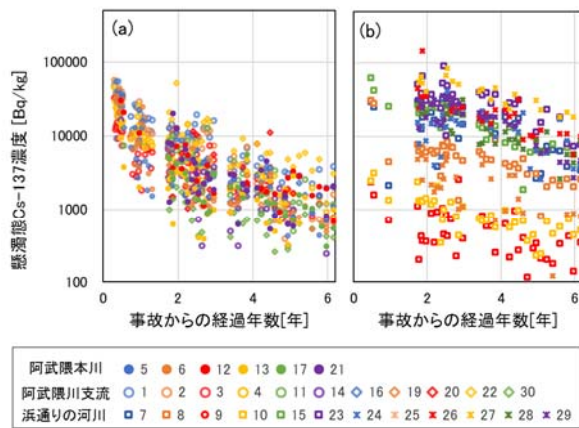 (a)
(b)
懸濁態Cs-137濃度 [Bq/kg]
100000
10000
1000
100
0 2 4 6
0 2 4 6
事故からの経過年数[年]
事故からの経過年数[年]
阿武隈本川 5 6 12 13 17 21
阿武隈川支流 1 2 3 4 11 14 16 19 20 22 30
浜通りの河川 7 8 9 10 15 23 24 25 26 27 28 29